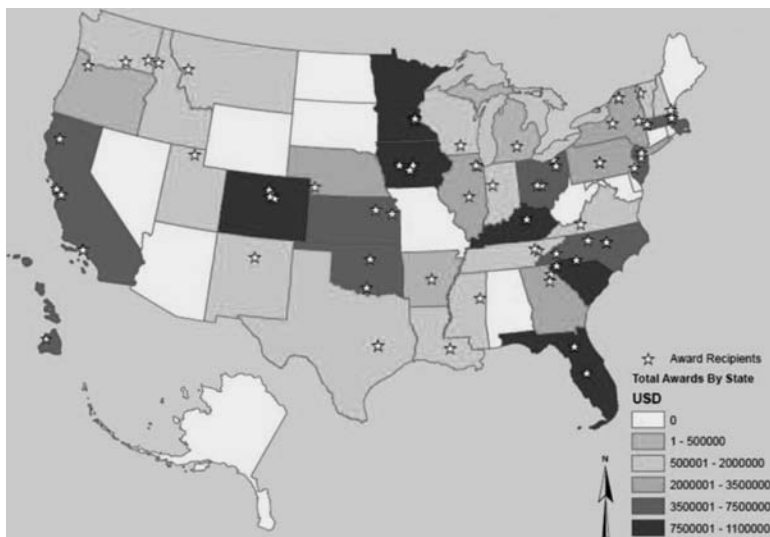 Award Recipients
Total Awards By State
USD
0
1 - 500000
500001 - 2000000
2000001 - 3500000
3500001 - 7500000
7500001 - 1100000
N